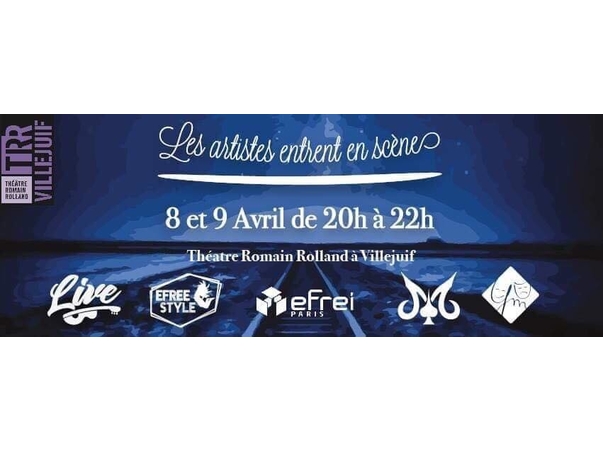 TRR
VILLEJUIF
THÉÂTRE
ROMAIN
ROLLAND
Les artistes entrent en scène
8 et 9 Avril de 20h à 22h
Théatre Romain Rolland à Villejuif
Live
EFREE
STYLE
efrei
PARIS